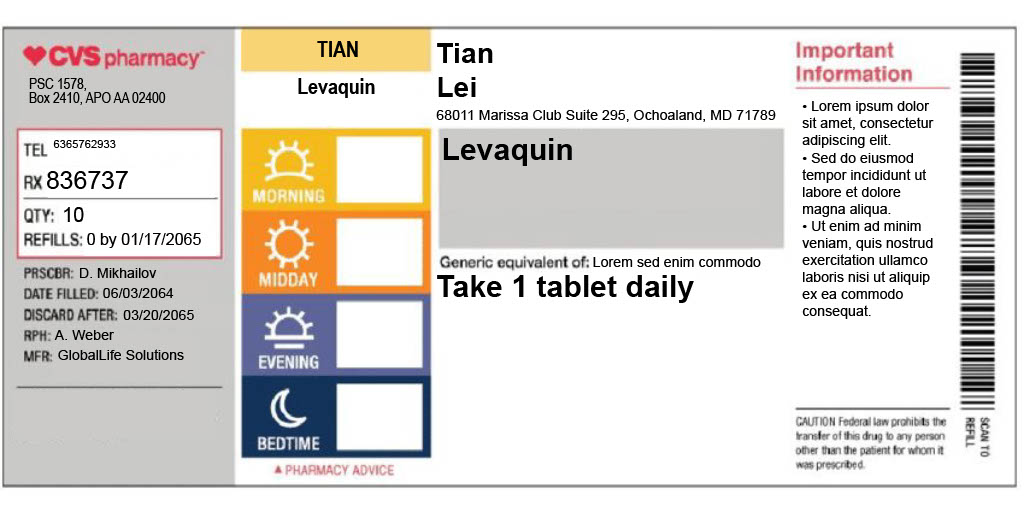 CVS pharmacy
PSC 1578,
Box 2410, APO AA 02400
TEL 6365762933
RX 836737
QTY: 10
REFILLS: 0 by 01/17/2065
PRSCBR: D. Mikhailov
DATE FILLED: 06/03/2064
DISCARD AFTER: 03/20/2065
RPH: A. Weber
MFR: GlobalLife Solutions
TIAN
Levaquin
MORNING
MIDDAY
EVENING
BEDTIME
▲ PHARMACY ADVICE
Tian
Lei
68011 Marissa Club Suite 295, Ochoaland, MD 71789
Levaquin
Generic equivalent of: Lorem sed enim commodo
Take 1 tablet daily
Important
Information
• Lorem ipsum dolor
sit amet, consectetur
adipiscing elit.
• Sed do eiusmod
tempor incididunt ut
labore et dolore
magna aliqua.
• Ut enim ad minim
veniam, quis nostrud
exercitation ullamco
laboris nisi ut aliquip
ex ea commodo
consequat.
CAUTION Federal law prohibits the
transfer of this drug to any person
other than the patient for whom it
was prescribed.
SCAN TO
REFILL